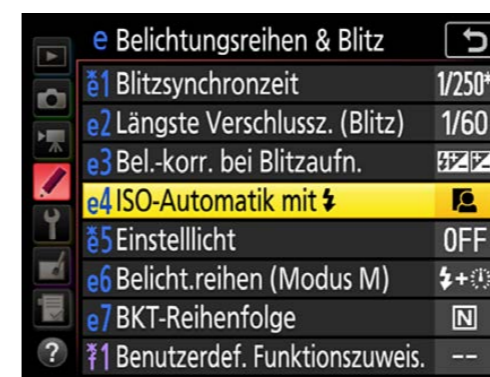 e Belichtungsreihen & Blitz
e1 Blitzsynchronzeit 1/250*
e2 Längste Verschlussz. (Blitz) 1/60
e3 Bel.-korr. bei Blitzaufn.
e4 ISO-Automatik mit
e5 Einstelllicht OFF
e6 Belicht.reihen (Modus M)
e7 BKT-Reihenfolge N
f1 Benutzerdef. Funktionszuweis. --